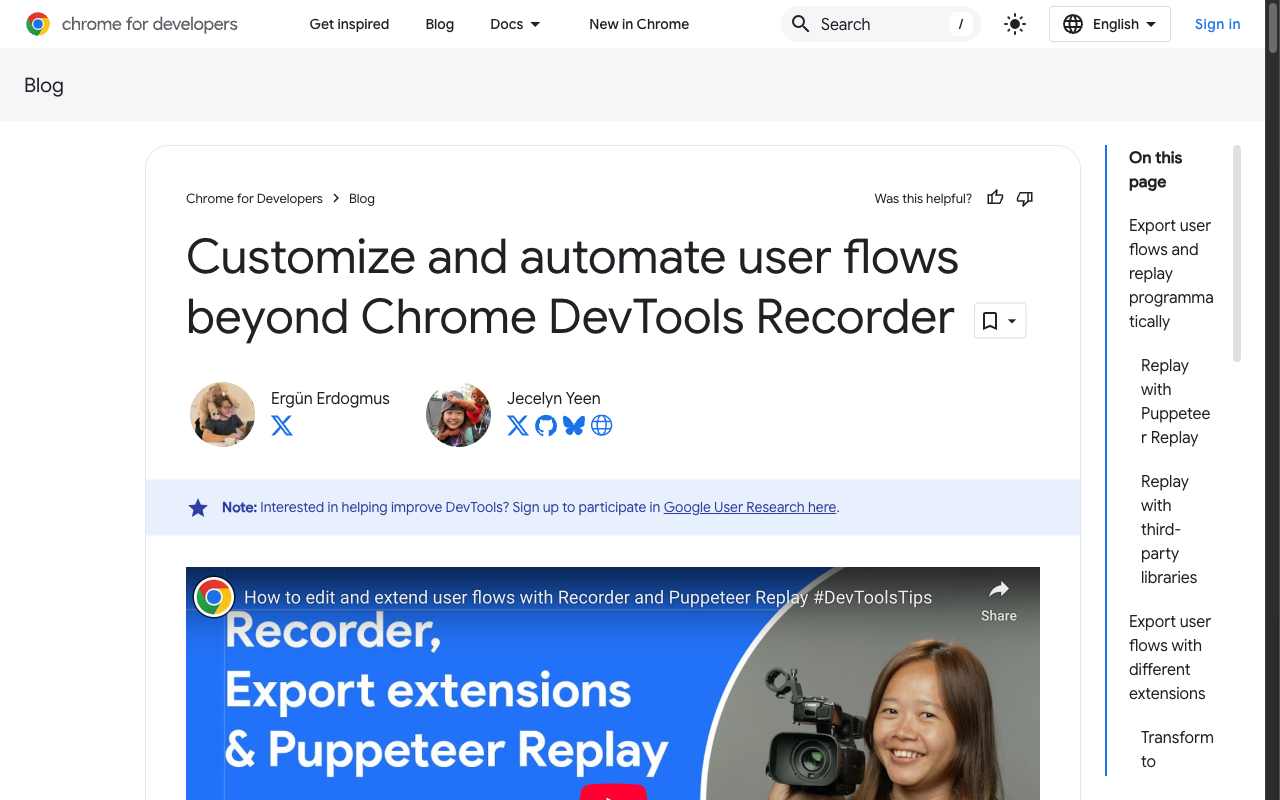 chrome for developers
Get inspired
Blog
Docs
New in Chrome
Search
/
English
Sign in
Blog
Chrome for Developers
Blog
Was this helpful?
Customize and automate user flows
beyond Chrome DevTools Recorder
Ergün Erdogmus
Jecelyn Yeen
Note: Interested in helping improve DevTools? Sign up to participate in Google User Research here.
How to edit and extend user flows with Recorder and Puppeteer Replay #DevToolsTips
Share
Recorder,
Export extensions
& Puppeteer Replay
On this
page
Export user
flows and
replay
programma
tically
Replay
with
Puppetee
r Replay
Replay
with
third-
party
libraries
Export user
flows with
different
extensions
Transform
to